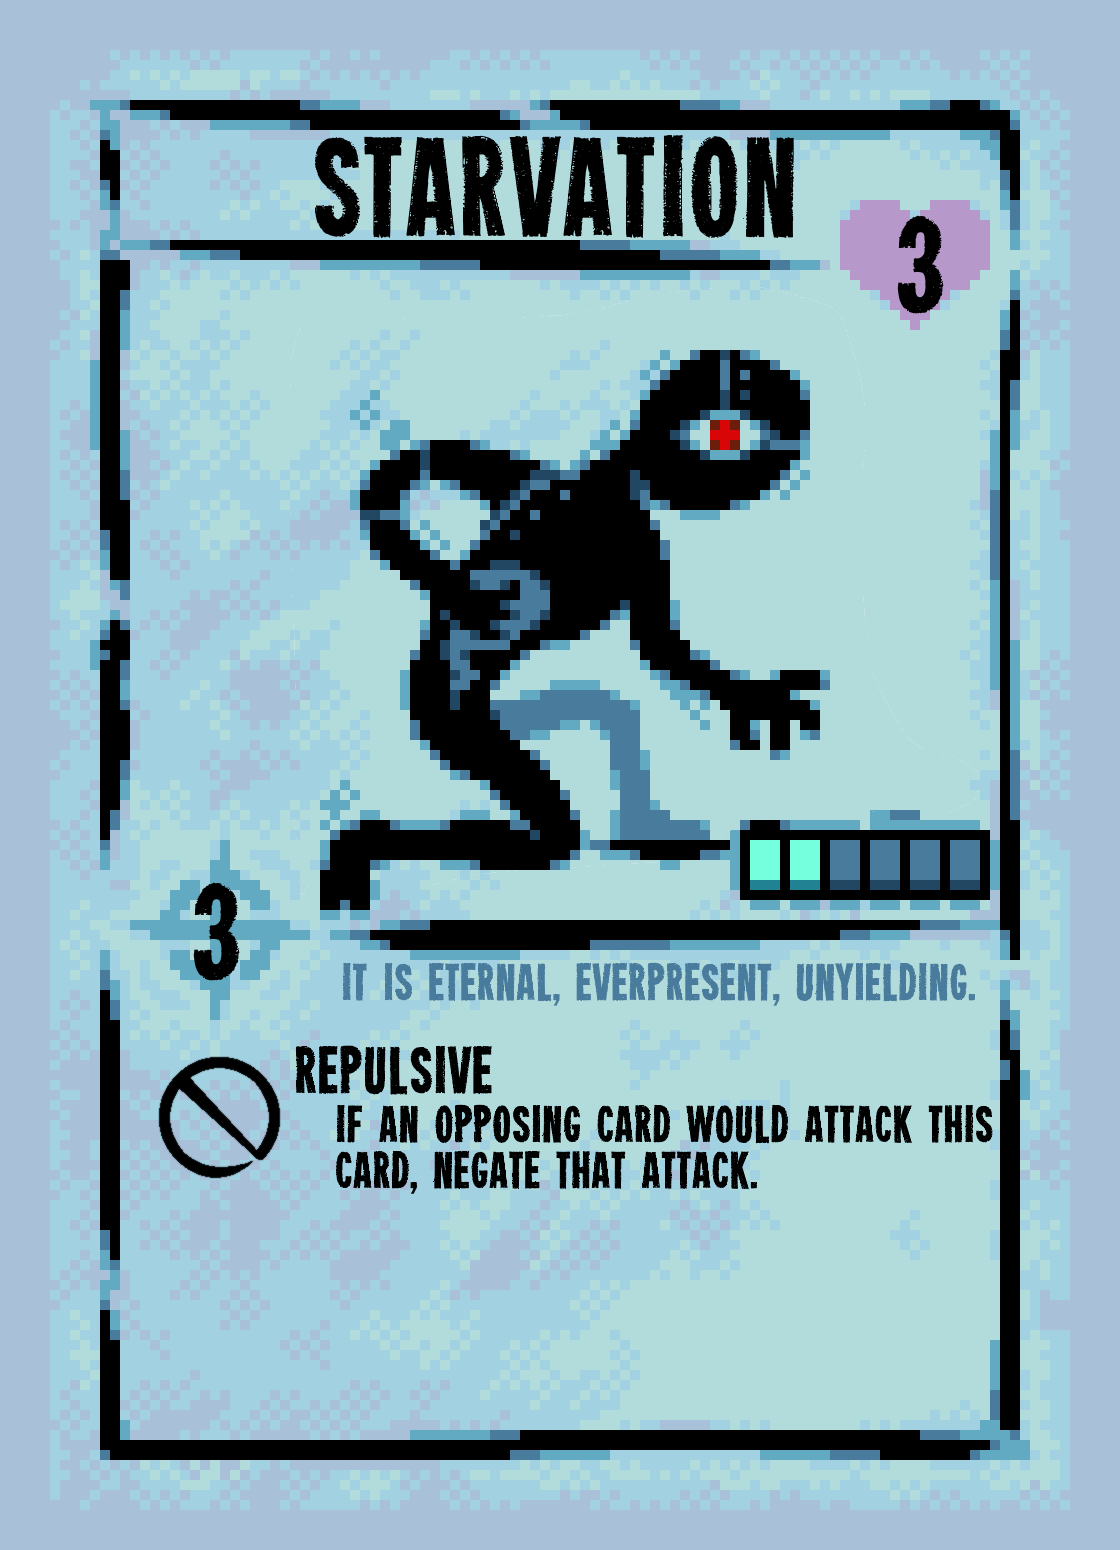 STARVATION
3
3
IT IS ETERNAL, EVERPRESENT, UNYIELDING.
REPULSIVE
IF AN OPPOSING CARD WOULD ATTACK THIS
CARD, NEGATE THAT ATTACK.